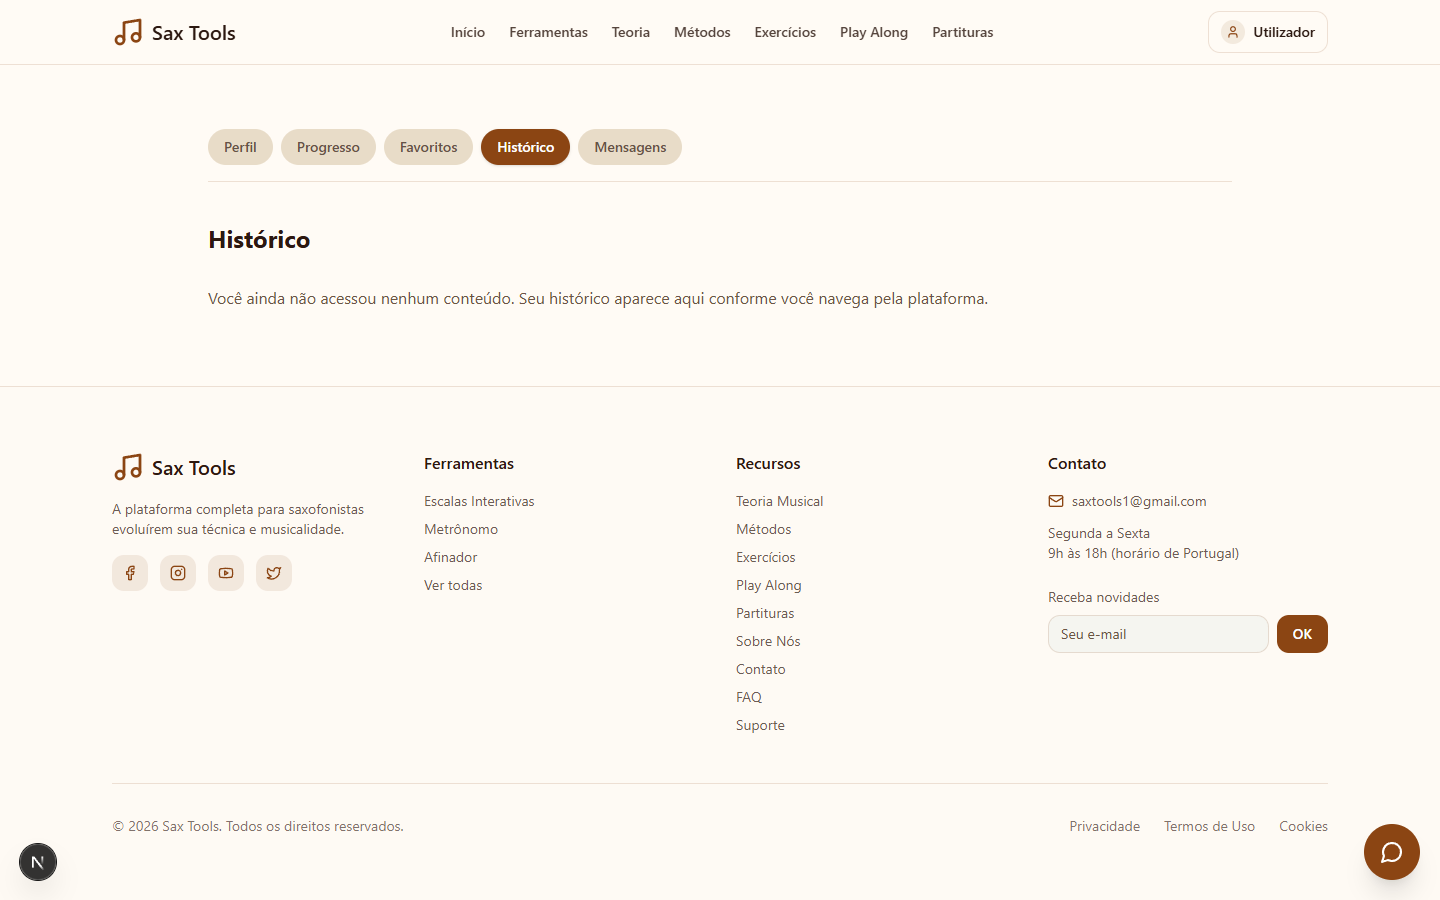 Sax Tools
Início
Ferramentas
Teoria
Métodos
Exercícios
Play Along
Partituras
Utilizador
Perfil
Progresso
Favoritos
Histórico
Mensagens
Histórico
Você ainda não acessou nenhum conteúdo. Seu histórico aparece aqui conforme você navega pela plataforma.
Sax Tools
A plataforma completa para saxofonistas
evoluírem sua técnica e musicalidade.
Ferramentas
Escalas Interativas
Metrônomo
Afinador
Ver todas
Recursos
Teoria Musical
Métodos
Exercícios
Play Along
Partituras
Sobre Nós
Contato
FAQ
Suporte
Contato
saxtools1@gmail.com
Segunda a Sexta
9h às 18h (horário de Portugal)
Receba novidades
Seu e-mail
OK
© 2026 Sax Tools. Todos os direitos reservados.
Privacidade
Termos de Uso
Cookies
N